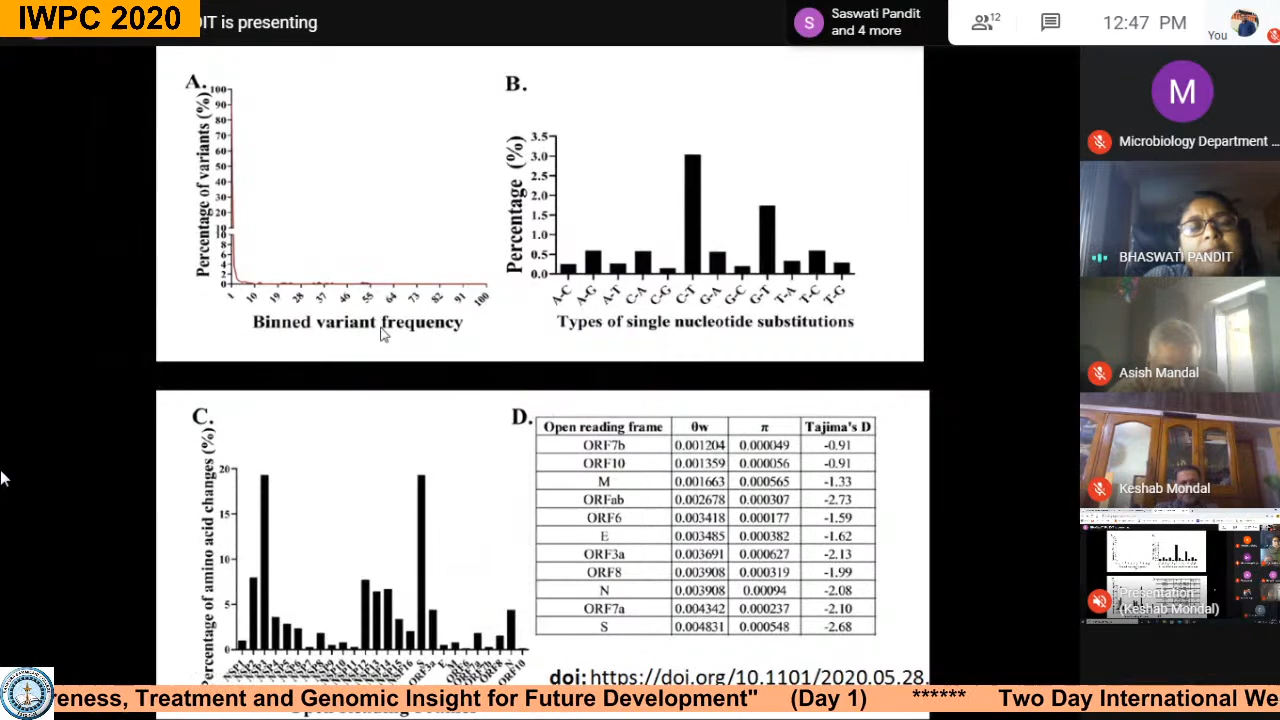 IWPC 2020
DIT is presenting
S
Saswati Pandit
and 4 more
12
12:47 PM
You
A.
Percentage of variants (%)
100
90
80
70
60
50
40
30
20
10
10
8
6
4
2
0
1 10 19 28 37 46 55 64 73 82 91 100
Binned variant frequency
B.
Percentage (%)
3.5
3.0
2.5
2.0
1.5
1.0
0.5
0.0
A-C A-G A-T C-A C-G C-T G-A G-C G-T T-A T-C T-G
Types of single nucleotide substitutions
C.
Percentage of amino acid changes (%)
20
15
10
5
0
S ORF3a E M N ORF10
D.
Open reading frame θw π Tajima's D
ORF7b 0.001204 0.000049 -0.91
ORF10 0.001359 0.000056 -0.91
M 0.001663 0.000565 -1.33
ORFab 0.002678 0.000307 -2.73
ORF6 0.003418 0.000177 -1.59
E 0.003485 0.000382 -1.62
ORF3a 0.003691 0.000627 -2.13
ORF8 0.003908 0.000319 -1.99
N 0.003908 0.00094 -2.08
ORF7a 0.004342 0.000237 -2.10
S 0.004831 0.000548 -2.68
doi: https://doi.org/10.1101/2020.05.28.
M
Microbiology Department ...
BHASWATI PANDIT
Asish Mandal
Keshab Mondal
Presentation
(Keshab Mondal)
eness, Treatment and Genomic Insight for Future Development" (Day 1) ****** Two Day International We